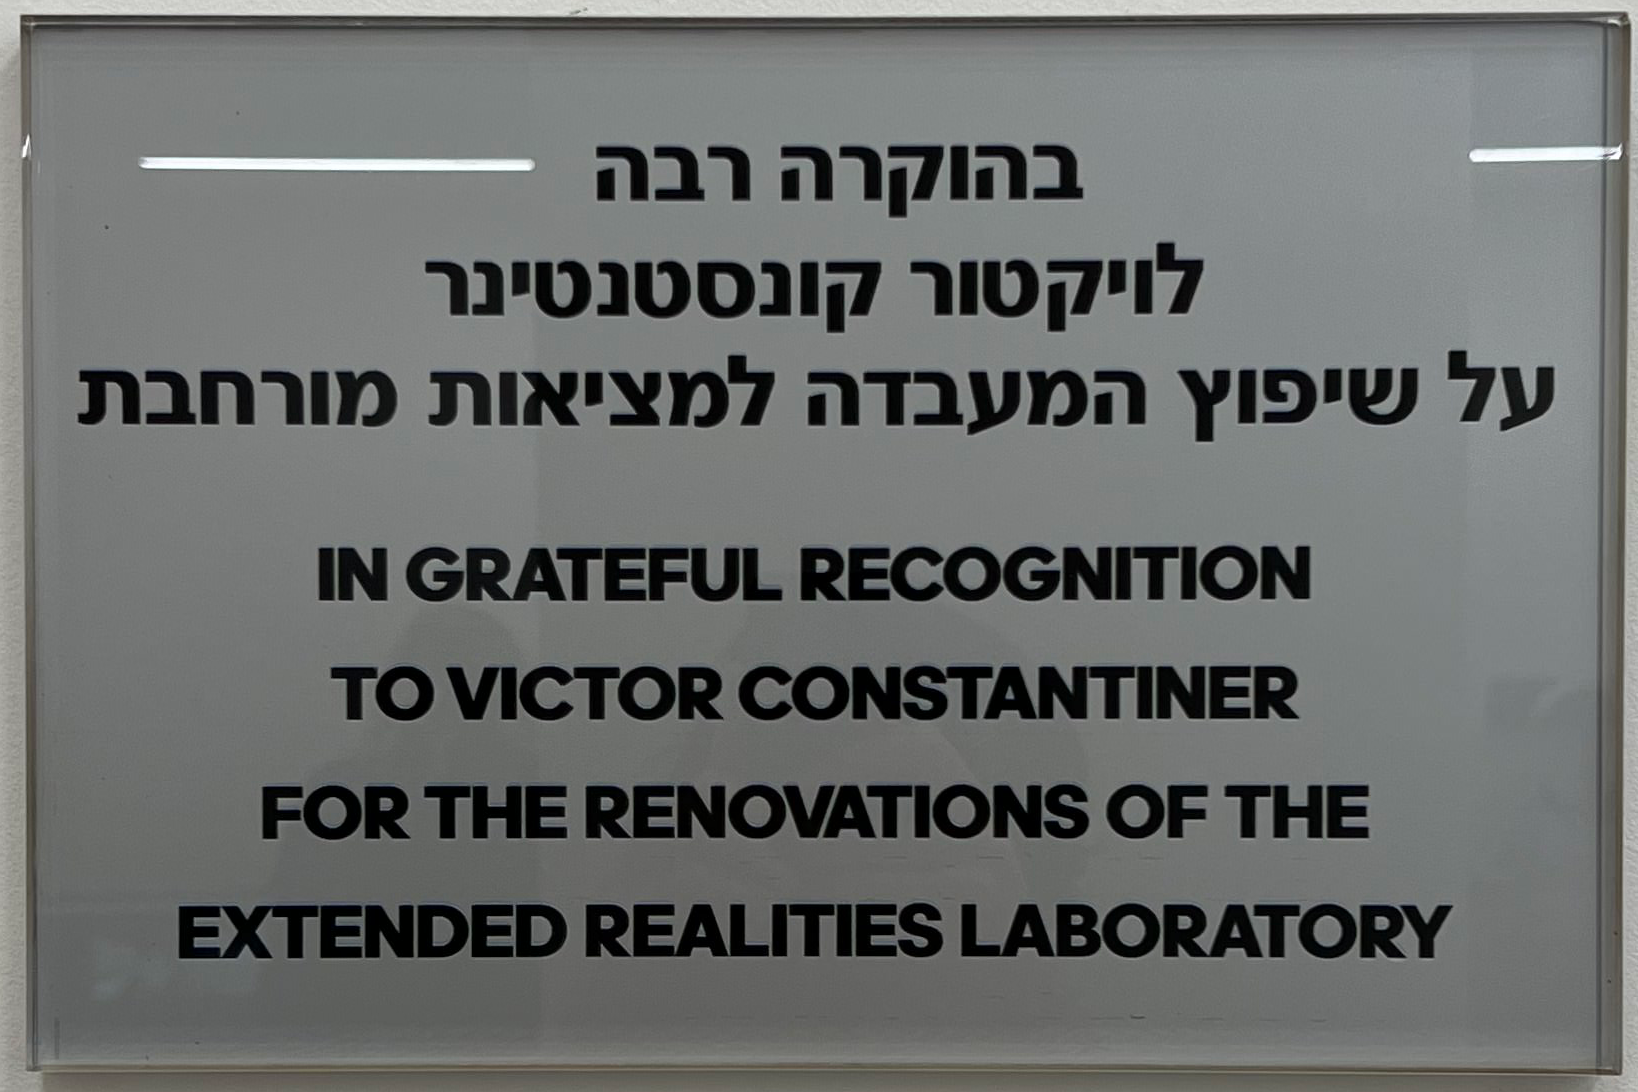 בהוקרה רבה
לויקטור קונסטנטינר
על שיפוץ המעבדה למציאות מורחבת
IN GRATEFUL RECOGNITION
TO VICTOR CONSTANTINER
FOR THE RENOVATIONS OF THE
EXTENDED REALITIES LABORATORY